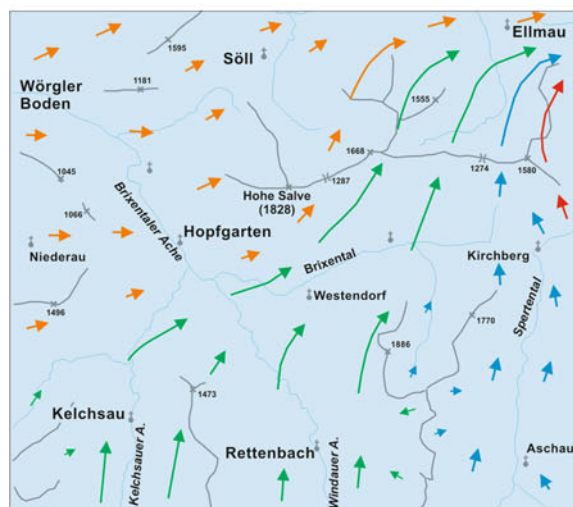 Ellmau
1595
Söll
1181
Wörgler
Boden
1555
1668
1045
1287
1274
1580
Hohe Salve
(1828)
1066
Brixentaler Ache
Hopfgarten
Niederau
Brixental
Kirchberg
1496
Westendorf
Spertental
1770
1886
1473
Kelchsau
Rettenbach
Aschau
Kelchsauer A.
Windauer A.